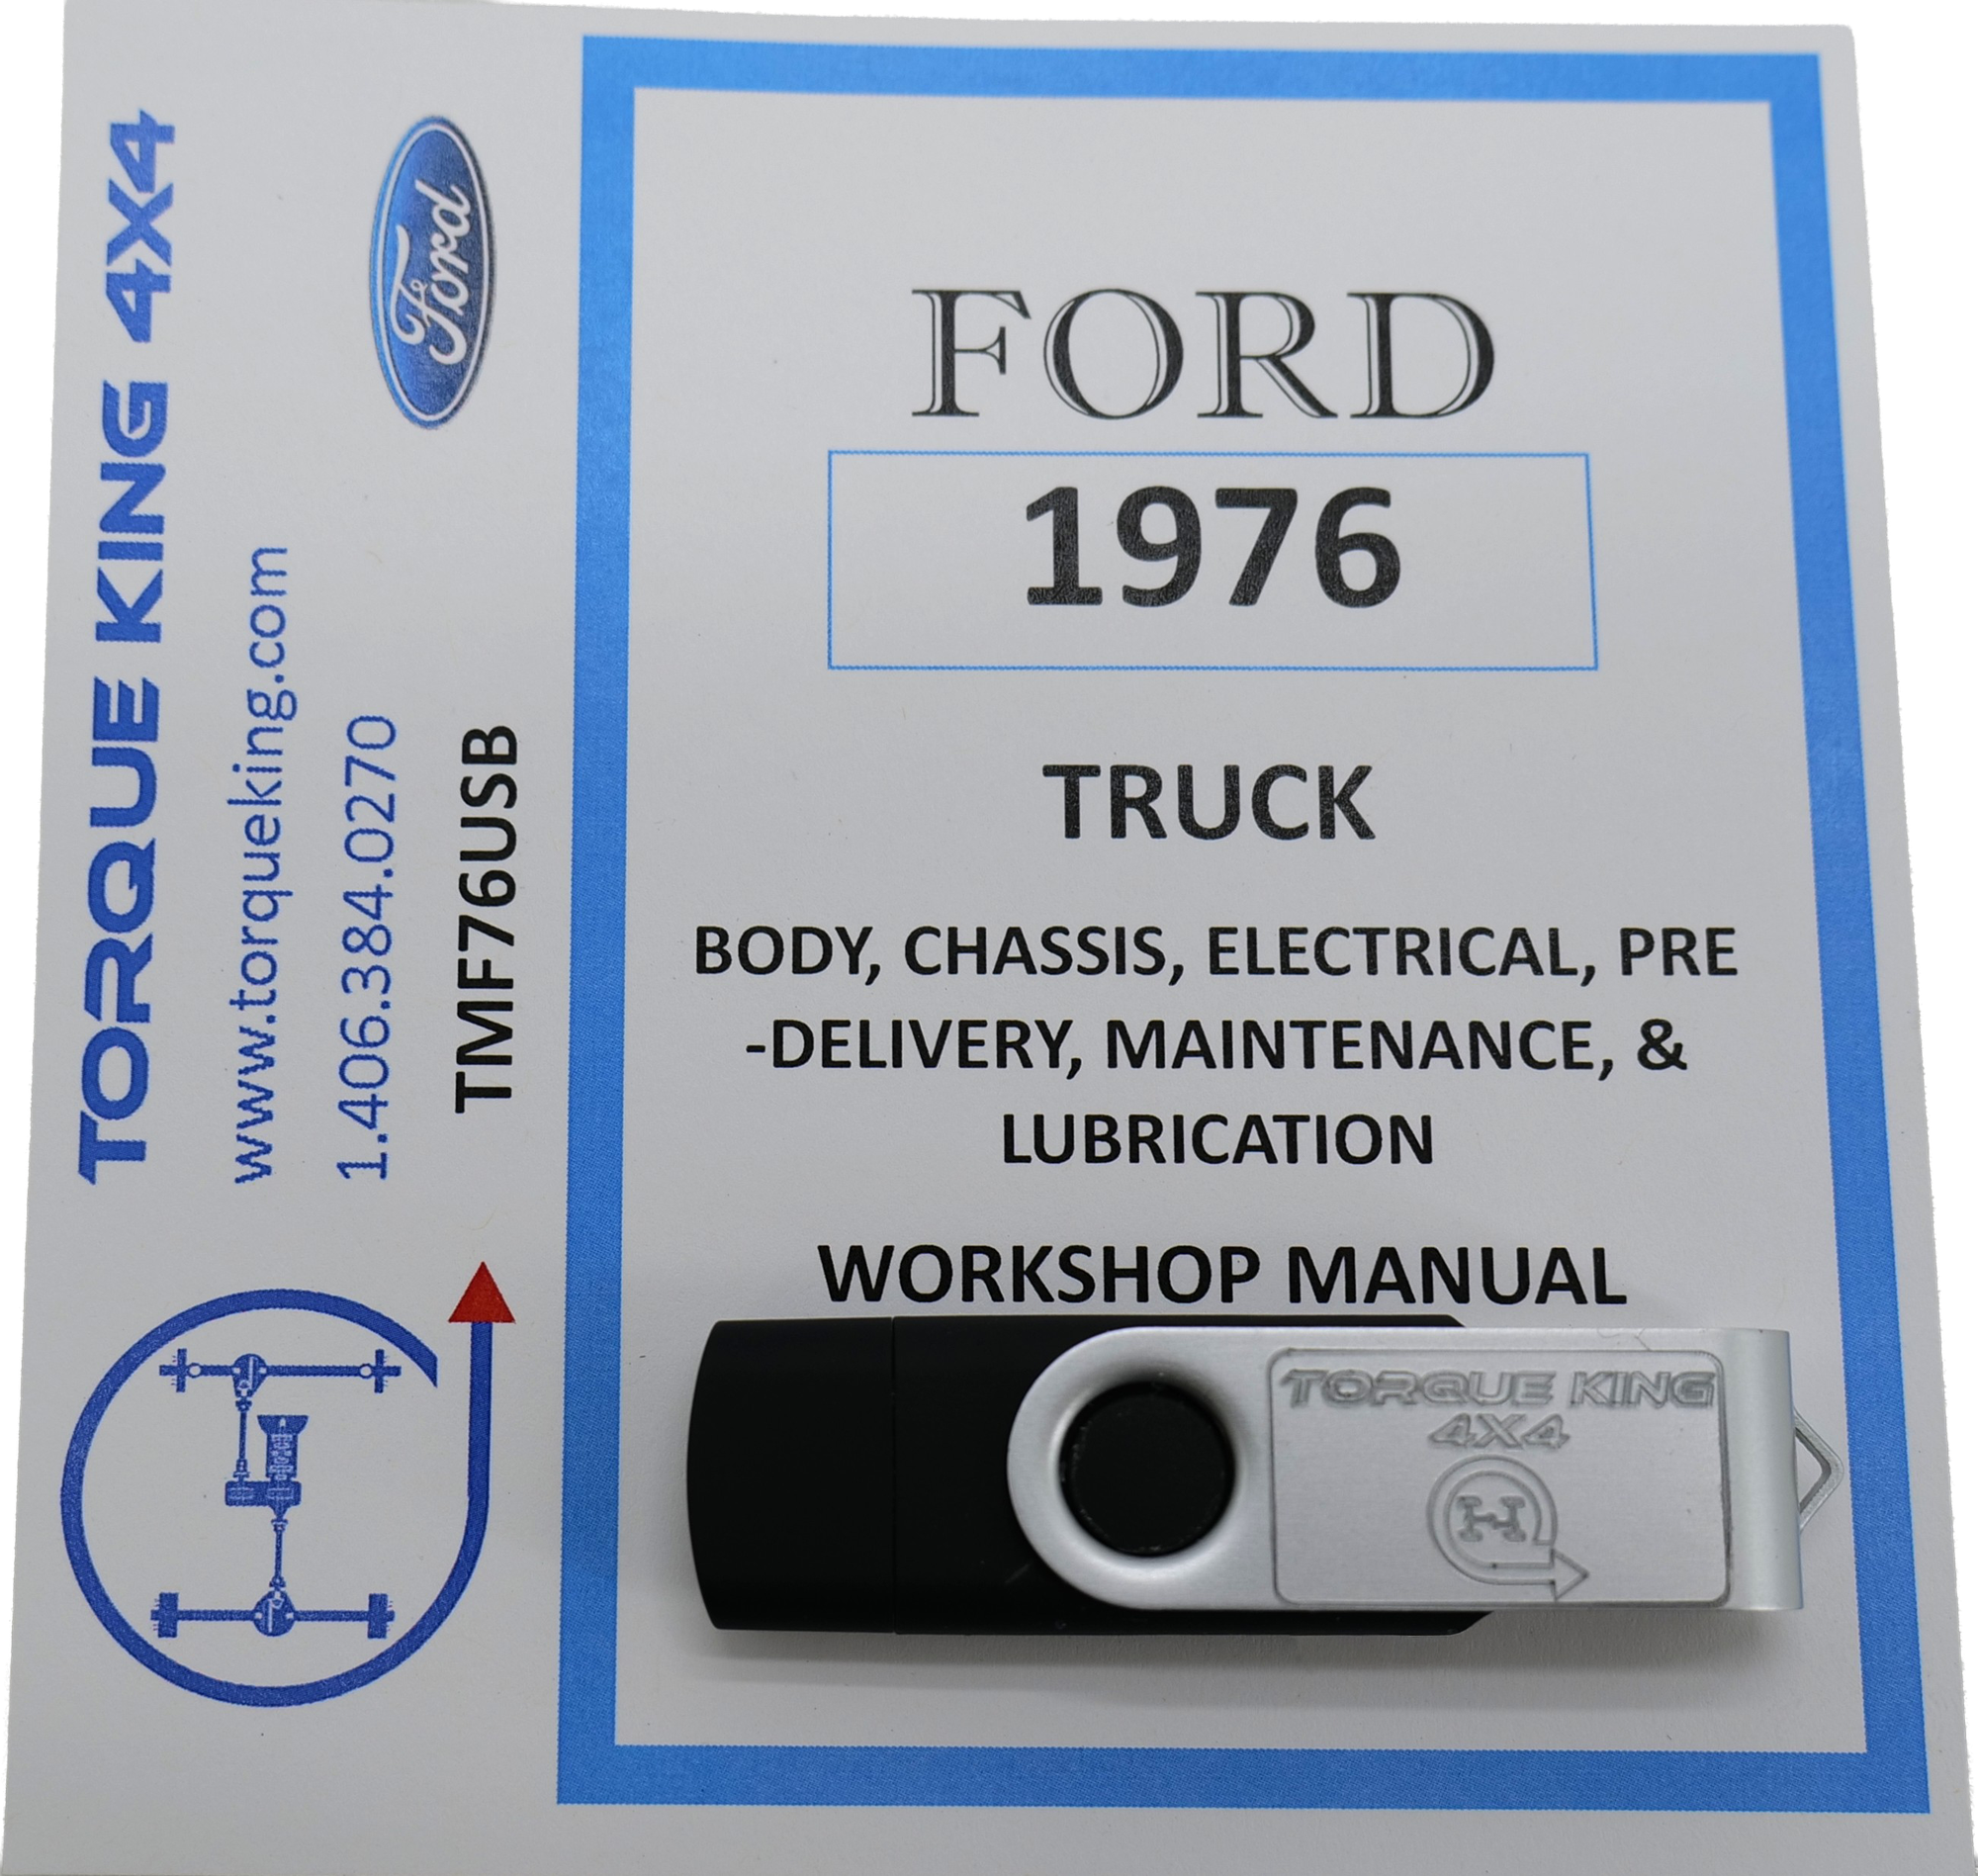 TORQUE KING 4X4
www.torqueking.com
1.406.384.0270
TMF76USB
Ford
FORD
1976
TRUCK
BODY, CHASSIS, ELECTRICAL, PRE
-DELIVERY, MAINTENANCE, &
LUBRICATION
WORKSHOP MANUAL
TORQUE KING
4X4